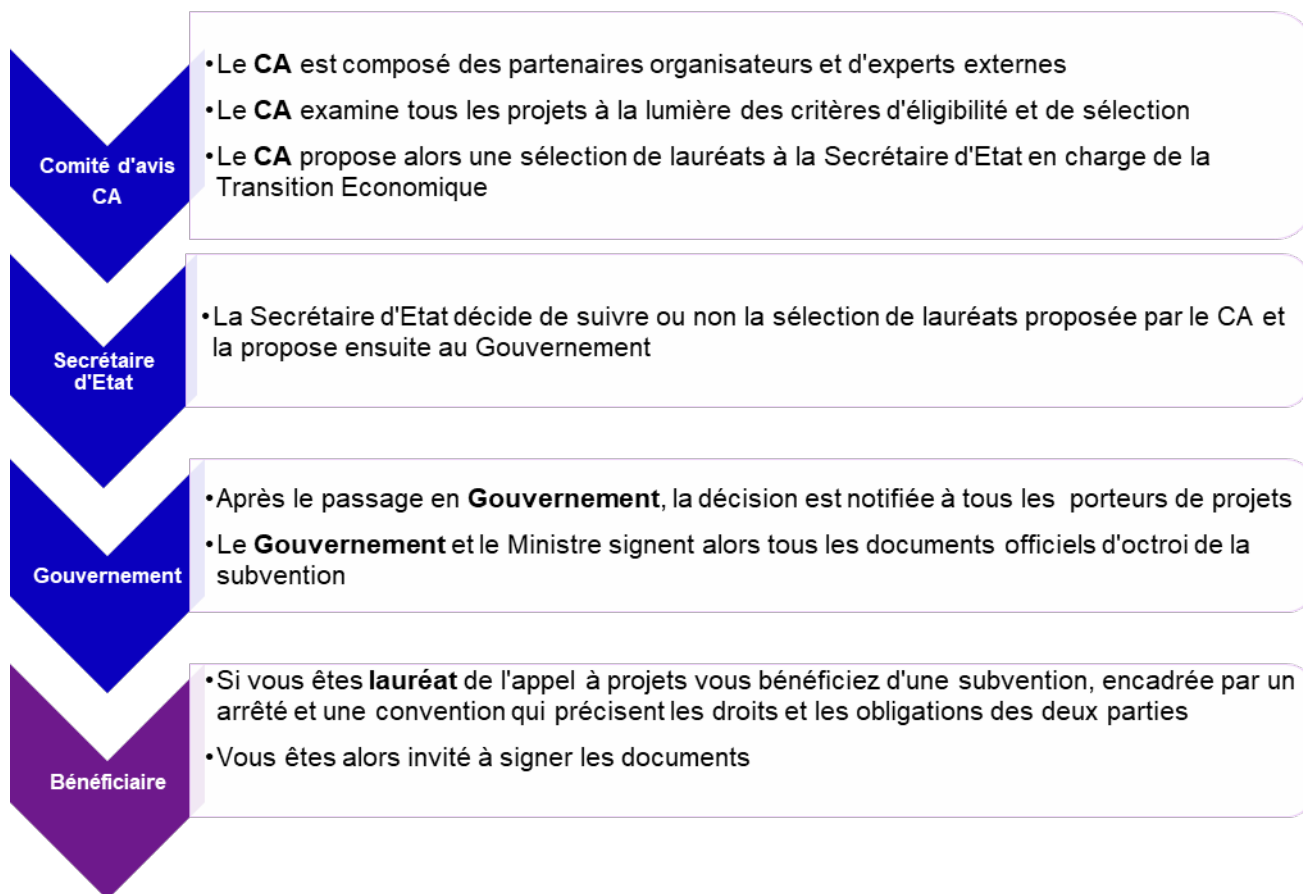 Comité d'avis
CA
•Le CA est composé des partenaires organisateurs et d'experts externes
•Le CA examine tous les projets à la lumière des critères d'éligibilité et de sélection
•Le CA propose alors une sélection de lauréats à la Secrétaire d'Etat en charge de la
Transition Economique
Secrétaire
d'Etat
•La Secrétaire d'Etat décide de suivre ou non la sélection de lauréats proposée par le CA et
la propose ensuite au Gouvernement
Gouvernement
•Après le passage en Gouvernement, la décision est notifiée à tous les porteurs de projets
•Le Gouvernement et le Ministre signent alors tous les documents officiels d'octroi de la
subvention
Bénéficiaire
•Si vous êtes lauréat de l'appel à projets vous bénéficiez d'une subvention, encadrée par un
arrêté et une convention qui précisent les droits et les obligations des deux parties
•Vous êtes alors invité à signer les documents